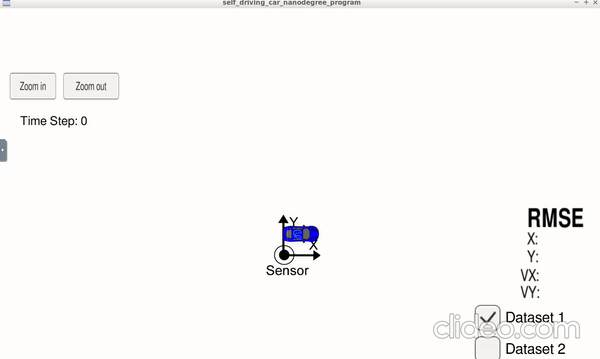 self_driving_car_nanodegree_program
Zoom in
Zoom out
Time Step: 0
Y
X
Sensor
RMSE
X:
Y:
VX:
VY:
Dataset 1
clideo.com
Dataset 2